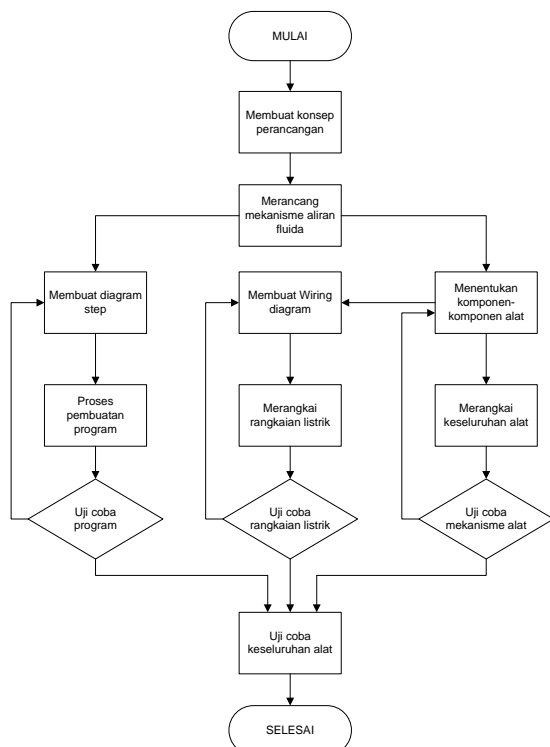 MULAI
Membuat konsep
perancangan
Merancang
mekanisme aliran
fluida
Membuat diagram
step
Membuat Wiring
diagram
Menentukan
komponen-
komponen alat
Proses
pembuatan
program
Merangkai
rangkaian listrik
Merangkai
keseluruhan alat
Uji coba
program
Uji coba
rangkaian listrik
Uji coba
mekanisme alat
Uji coba
keseluruhan alat
SELESAI